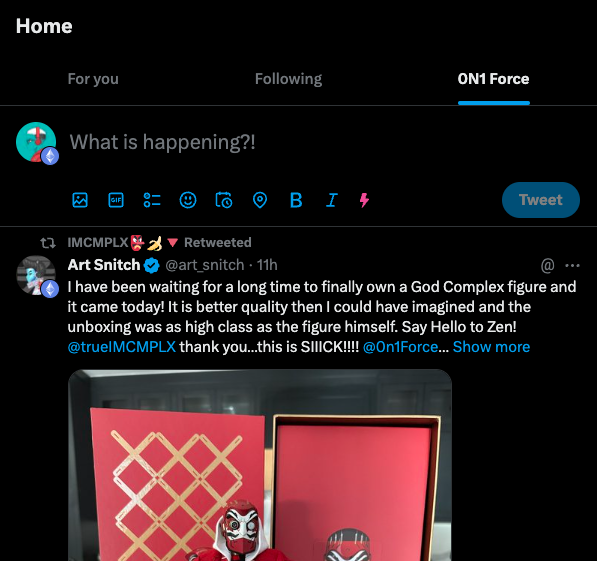 Home
For you Following 0N1 Force
What is happening?!
GIF B I Tweet
IMCMPLX👺🍌🔻 Retweeted
Art Snitch @art_snitch · 11h @ ···
I have been waiting for a long time to finally own a God Complex figure and
it came today! It is better quality then I could have imagined and the
unboxing was as high class as the figure himself. Say Hello to Zen!
@trueIMCMPLX thank you...this is SIIICK!!!! @0n1Force... Show more